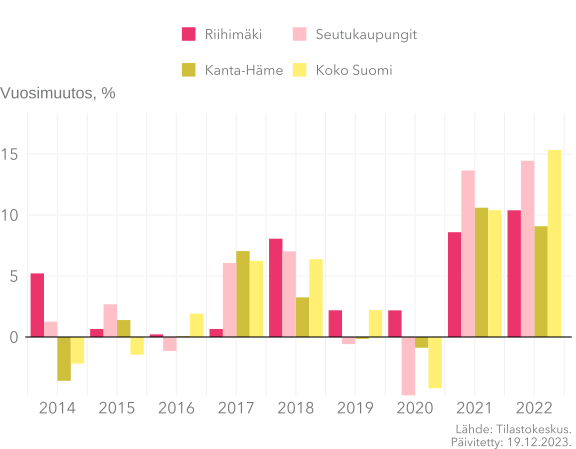 Riihimäki
Seutukaupungit
Kanta-Häme
Koko Suomi
Vuosimuutos, %
15
10
5
0
2014 2015 2016 2017 2018 2019 2020 2021 2022
Lähde: Tilastokeskus.
Päivitetty: 19.12.2023.